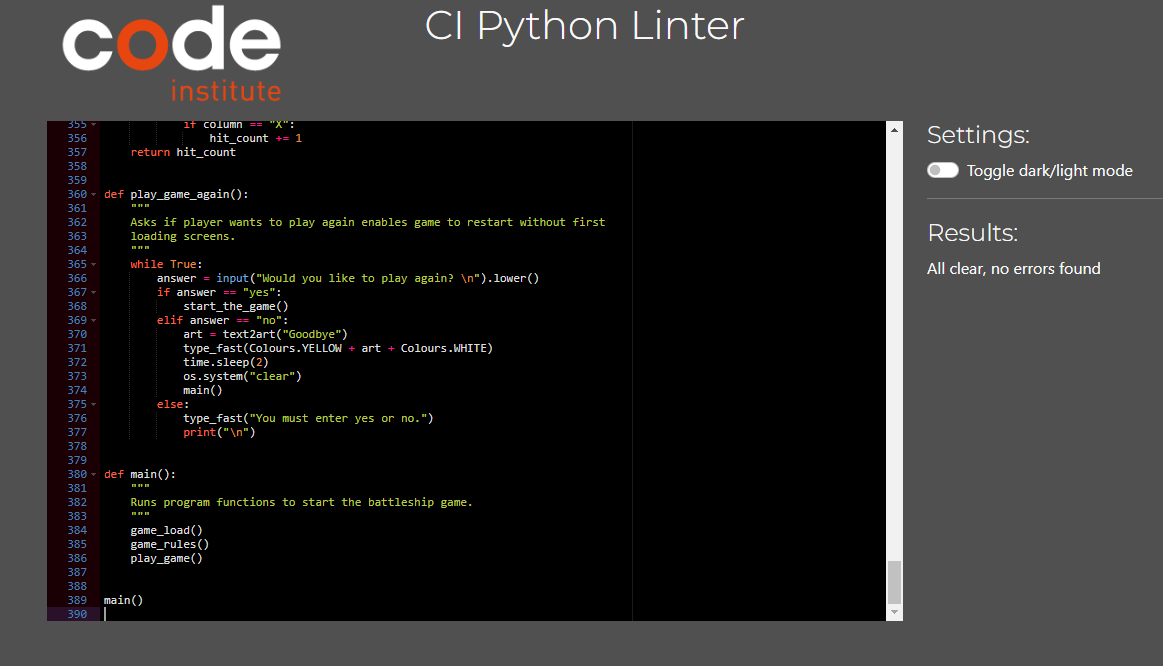 code
institute
CI Python Linter
355 if column == "X":
356 hit_count += 1
357 return hit_count
358
359
360 def play_game_again():
361 """
362 Asks if player wants to play again enables game to restart without first
363 loading screens.
364 """
365 while True:
366 answer = input("Would you like to play again? \n").lower()
367 if answer == "yes":
368 start_the_game()
369 elif answer == "no":
370 art = text2art("Goodbye")
371 type_fast(Colours.YELLOW + art + Colours.WHITE)
372 time.sleep(2)
373 os.system("clear")
374 main()
375 else:
376 type_fast("You must enter yes or no.")
377 print("\n")
378
379
380 def main():
381 """
382 Runs program functions to start the battleship game.
383 """
384 game_load()
385 game_rules()
386 play_game()
387
388
389 main()
390
Settings:
Toggle dark/light mode
Results:
All clear, no errors found